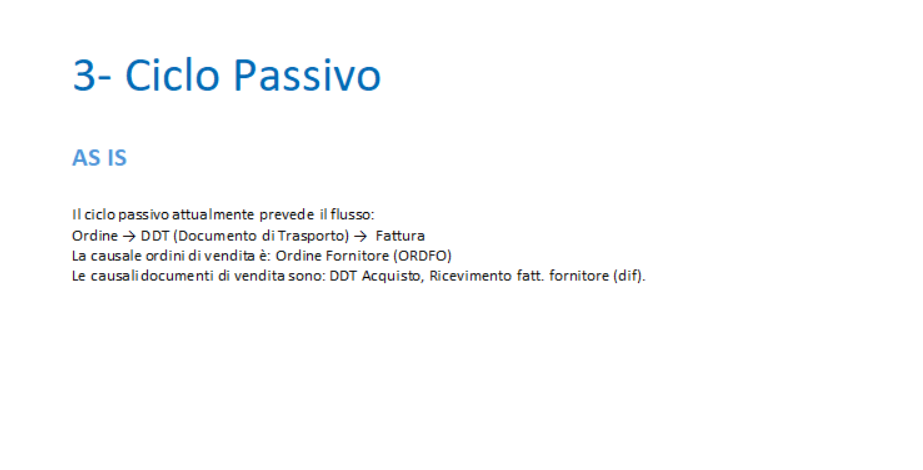 3- Ciclo Passivo
AS IS
Il ciclo passivo attualmente prevede il flusso:
Ordine → DDT (Documento di Trasporto) → Fattura
La causale ordini di vendita è: Ordine Fornitore (ORDFO)
Le causali documenti di vendita sono: DDT Acquisto, Ricevimento fatt. fornitore (dif).